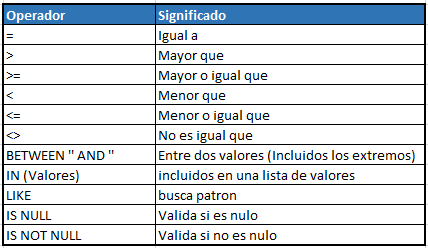 Operador Significado
= Igual a
> Mayor que
>= Mayor o igual que
< Menor que
<= Menor o igual que
<> No es igual que
BETWEEN " AND " Entre dos valores (Incluidos los extremos)
IN (Valores) incluidos en una lista de valores
LIKE busca patron
IS NULL Valida si es nulo
IS NOT NULL Valida si no es nulo